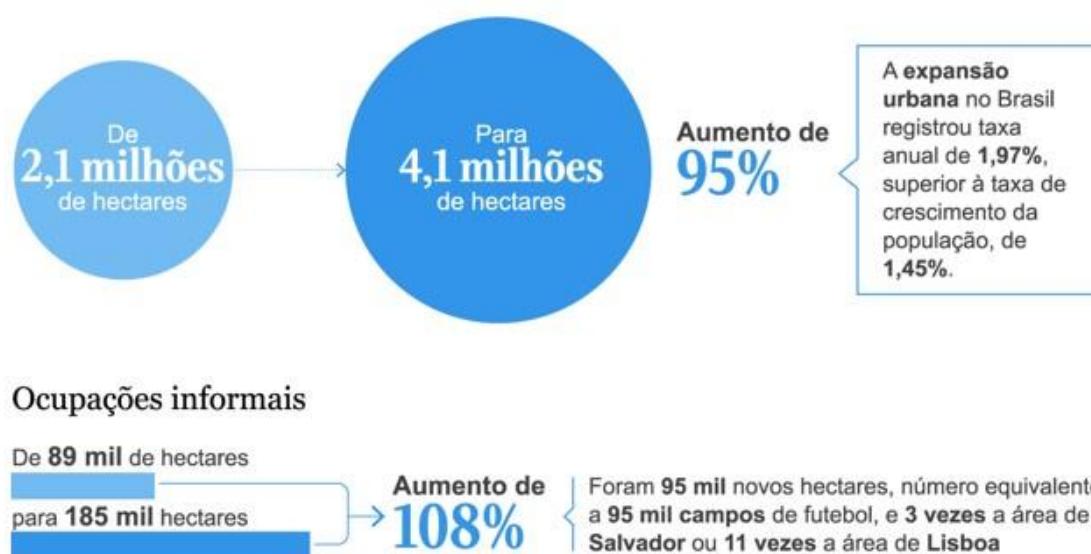 De
2,1 milhões
de hectares
Para
4,1 milhões
de hectares
Aumento de
95%
A expansão
urbana no Brasil
registrou taxa
anual de 1,97%,
superior à taxa de
crescimento da
população, de
1,45%.
Ocupações informais
De 89 mil de hectares
para 185 mil hectares
Aumento de
108%
Foram 95 mil novos hectares, número equivalente
a 95 mil campos de futebol, e 3 vezes a área de
Salvador ou 11 vezes a área de Lisboa